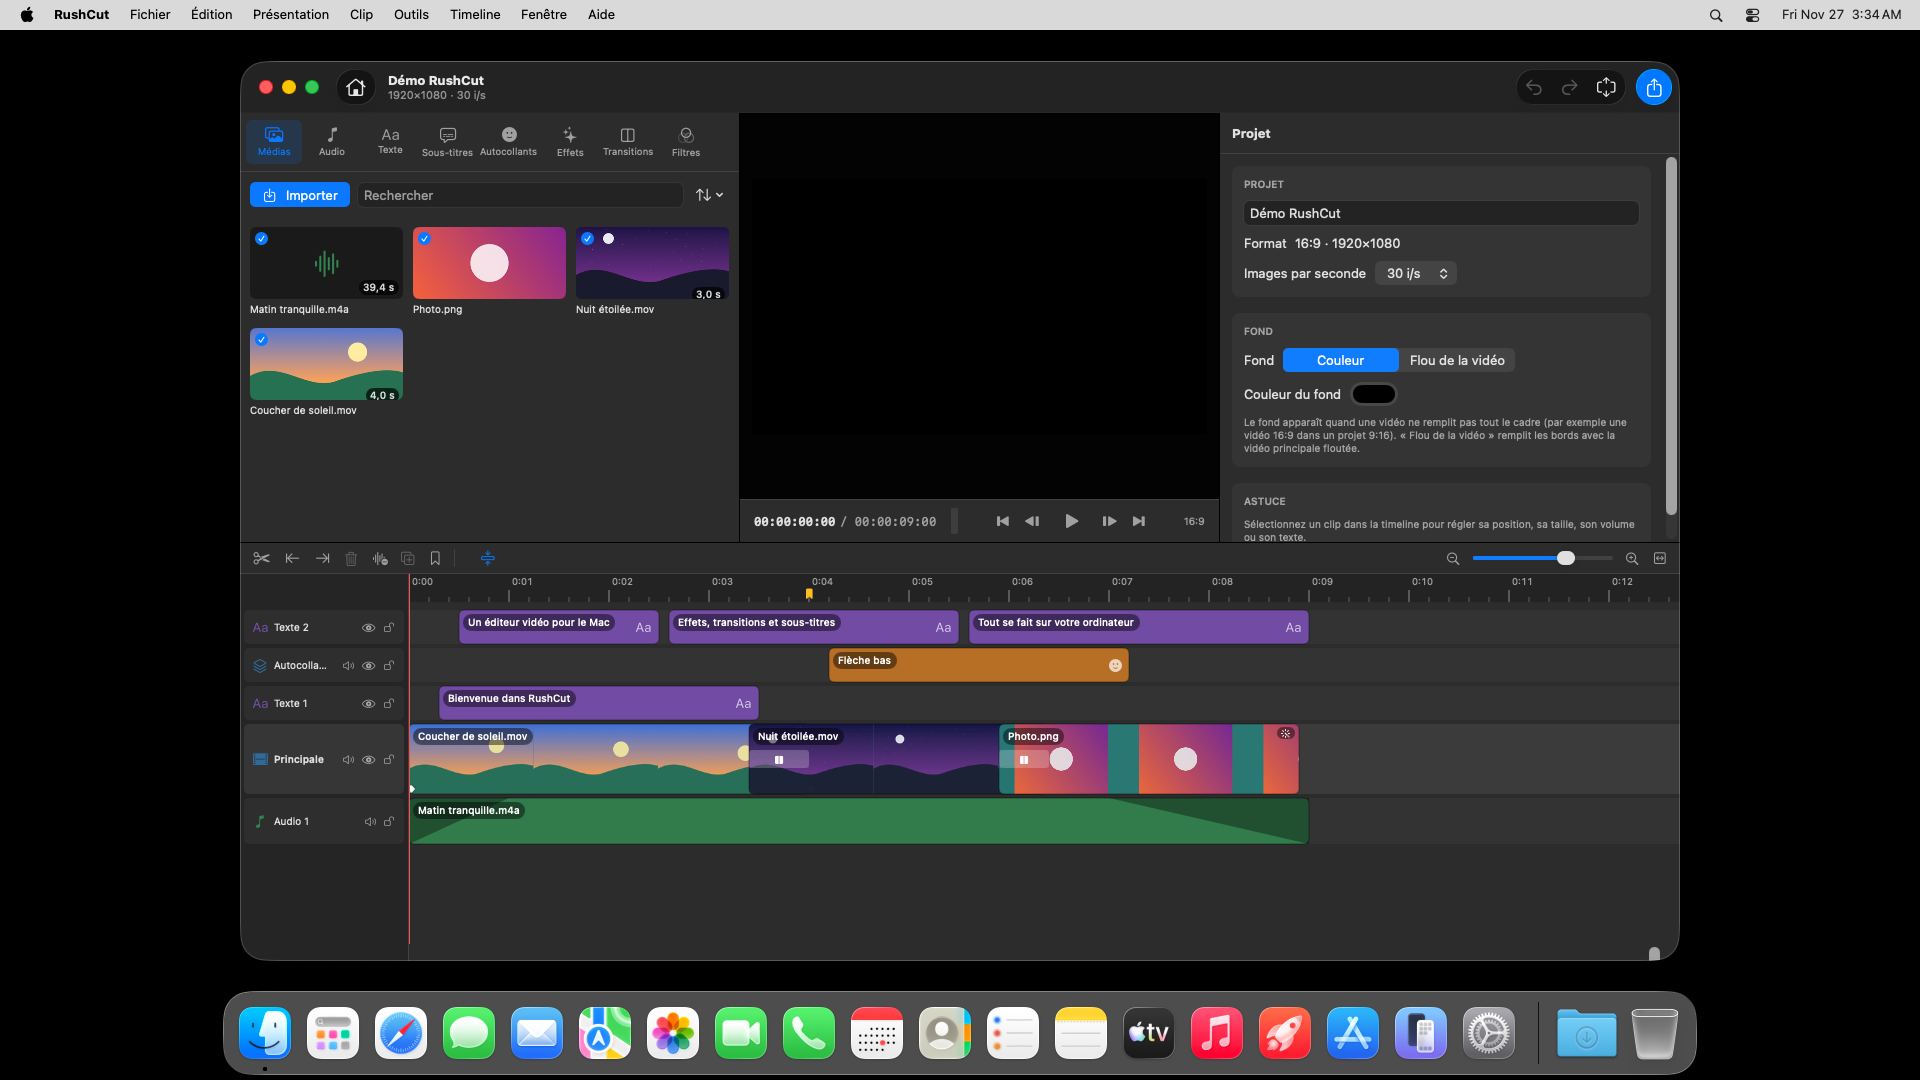 RushCut Fichier Édition Présentation Clip Outils Timeline Fenêtre Aide Fri Nov 27 3:34 AM
Démo RushCut
1920×1080 · 30 i/s
Médias Audio Texte Sous-titres Autocollants Effets Transitions Filtres
Aa
Importer Rechercher
39,4 s
3,0 s
Matin tranquille.m4a Photo.png Nuit étoilée.mov
4,0 s
Coucher de soleil.mov
00:00:00:00 / 00:00:09:00 16:9
Projet
PROJET
Démo RushCut
Format 16:9 · 1920×1080
Images par seconde 30 i/s
FOND
Fond Couleur Flou de la vidéo
Couleur du fond
Le fond apparaît quand une vidéo ne remplit pas tout le cadre (par exemple une
vidéo 16:9 dans un projet 9:16). « Flou de la vidéo » remplit les bords avec la
vidéo principale floutée.
ASTUCE
Sélectionnez un clip dans la timeline pour régler sa position, sa taille, son volume
ou son texte.
0:00 0:01 0:02 0:03 0:04 0:05 0:06 0:07 0:08 0:09 0:10 0:11 0:12
Aa Texte 2 Un éditeur vidéo pour le Mac Aa Effets, transitions et sous-titres Aa Tout se fait sur votre ordinateur Aa
Autocolla... Flèche bas
Aa Texte 1 Bienvenue dans RushCut Aa
Principale Coucher de soleil.mov Nuit étoilée.mov Photo.png
Audio 1 Matin tranquille.m4a
tv